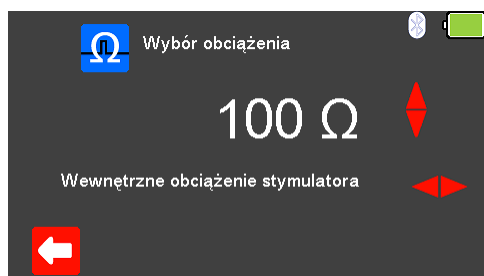 Ω Wybór obciążenia
100 Ω
Wewnętrzne obciążenie stymulatora